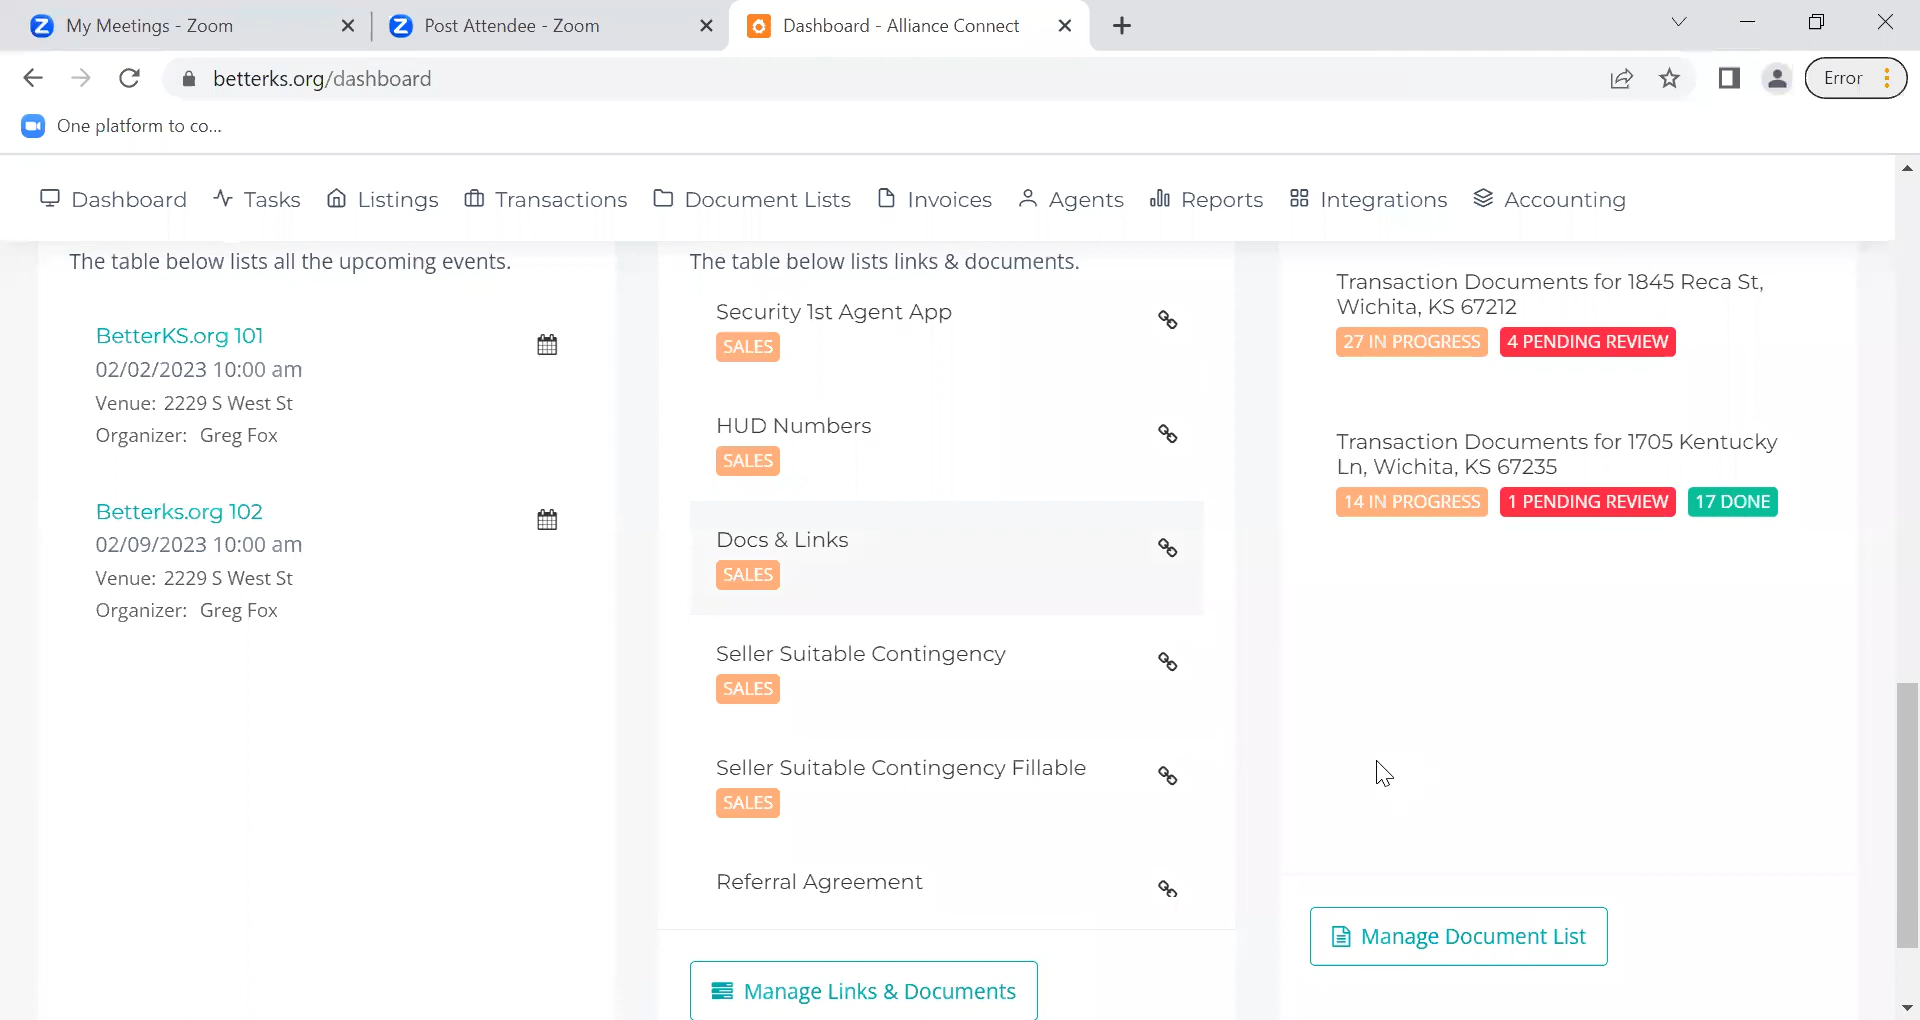 My Meetings - Zoom
Post Attendee - Zoom
Dashboard - Alliance Connect
betterks.org/dashboard
Error
One platform to co...
Dashboard
Tasks
Listings
Transactions
Document Lists
Invoices
Agents
Reports
Integrations
Accounting
The table below lists all the upcoming events.
BetterKS.org 101
02/02/2023 10:00 am
Venue: 2229 S West St
Organizer: Greg Fox
Betterks.org 102
02/09/2023 10:00 am
Venue: 2229 S West St
Organizer: Greg Fox
The table below lists links & documents.
Security 1st Agent App
SALES
HUD Numbers
SALES
Docs & Links
SALES
Seller Suitable Contingency
SALES
Seller Suitable Contingency Fillable
SALES
Referral Agreement
Manage Links & Documents
Transaction Documents for 1845 Reca St,
Wichita, KS 67212
27 IN PROGRESS 4 PENDING REVIEW
Transaction Documents for 1705 Kentucky
Ln, Wichita, KS 67235
14 IN PROGRESS 1 PENDING REVIEW 17 DONE
Manage Document List